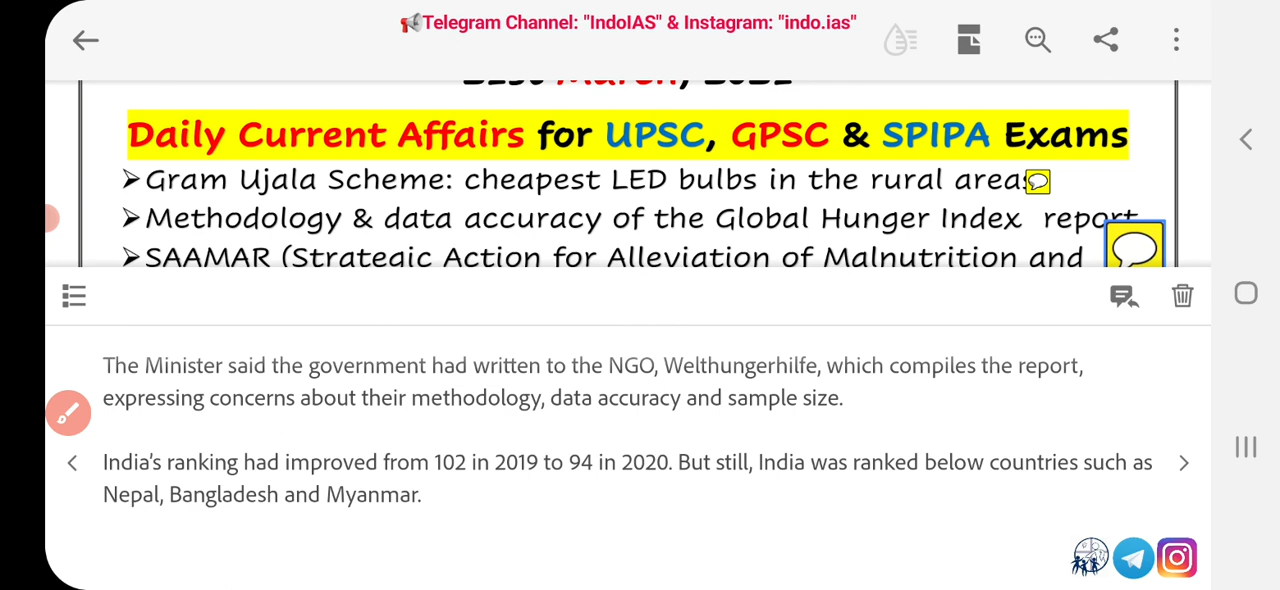 📢Telegram Channel: "IndoIAS" & Instagram: "indo.ias"
Daily Current Affairs for UPSC, GPSC & SPIPA Exams
➢Gram Ujala Scheme: cheapest LED bulbs in the rural areas
➢Methodology & data accuracy of the Global Hunger Index report
➢SAAMAR (Strategic Action for Alleviation of Malnutrition and
The Minister said the government had written to the NGO, Welthungerhilfe, which compiles the report,
expressing concerns about their methodology, data accuracy and sample size.
India's ranking had improved from 102 in 2019 to 94 in 2020. But still, India was ranked below countries such as
Nepal, Bangladesh and Myanmar.